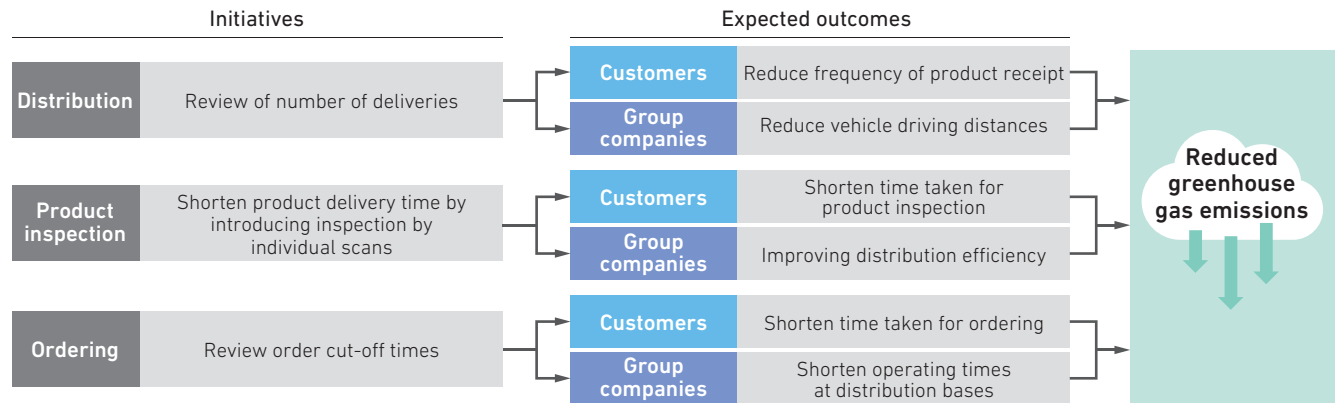 Initiatives
Expected outcomes
Distribution
Review of number of deliveries
Customers
Reduce frequency of product receipt
Group
companies
Reduce vehicle driving distances
Product
inspection
Shorten product delivery time by
introducing inspection by
individual scans
Customers
Shorten time taken for
product inspection
Group
companies
Improving distribution efficiency
Ordering
Review order cut-off times
Customers
Shorten time taken for ordering
Group
companies
Shorten operating times
at distribution bases
Reduced
greenhouse
gas emissions